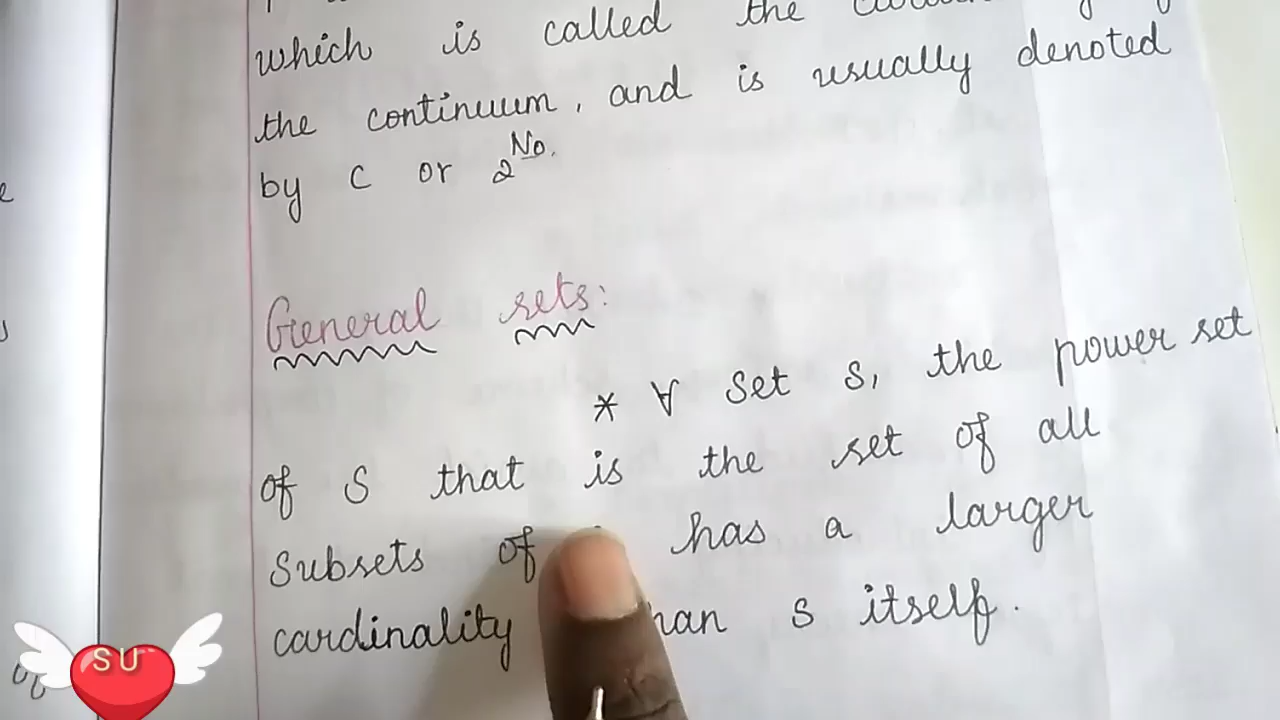 which is called the
the continuum, and is usually denoted
by C or 2^No.
General sets:
* ∀ Set S, the power set
of S that is the set of all
Subsets of has a larger
cardinality S itself.
SU